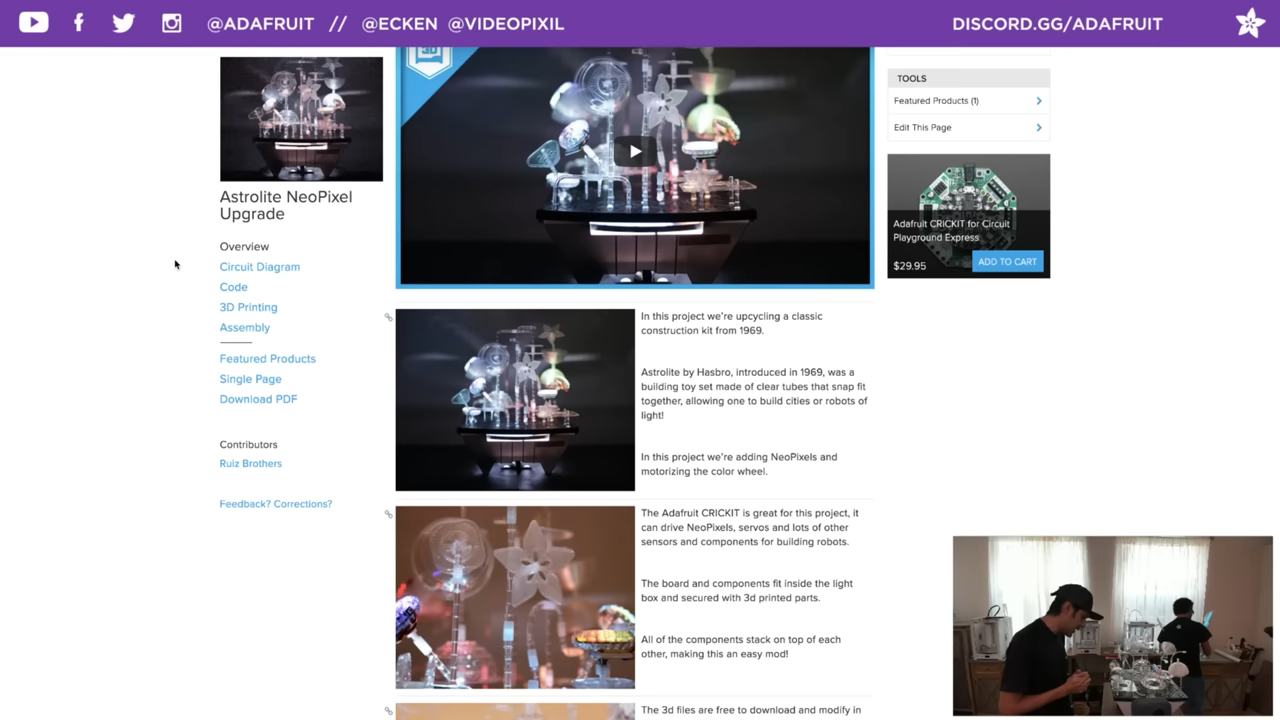 @ADAFRUIT // @ECKEN @VIDEOPIXIL
DISCORD.GG/ADAFRUIT
3D
Astrolite NeoPixel
Upgrade
Overview
Circuit Diagram
Code
3D Printing
Assembly
Featured Products
Single Page
Download PDF
Contributors
Ruiz Brothers
Feedback? Corrections?
In this project we're upcycling a classic
construction kit from 1969.
Astrolite by Hasbro, introduced in 1969, was a
building toy set made of clear tubes that snap fit
together, allowing one to build cities or robots of
light!
In this project we're adding NeoPixels and
motorizing the color wheel.
The Adafruit CRICKIT is great for this project, it
can drive NeoPixels, servos and lots of other
sensors and components for building robots.
The board and components fit inside the light
box and secured with 3d printed parts.
All of the components stack on top of each
other, making this an easy mod!
The 3d files are free to download and modify in
TOOLS
Featured Products (1)
Edit This Page
Adafruit CRICKIT for Circuit
Playground Express
$29.95
ADD TO CART